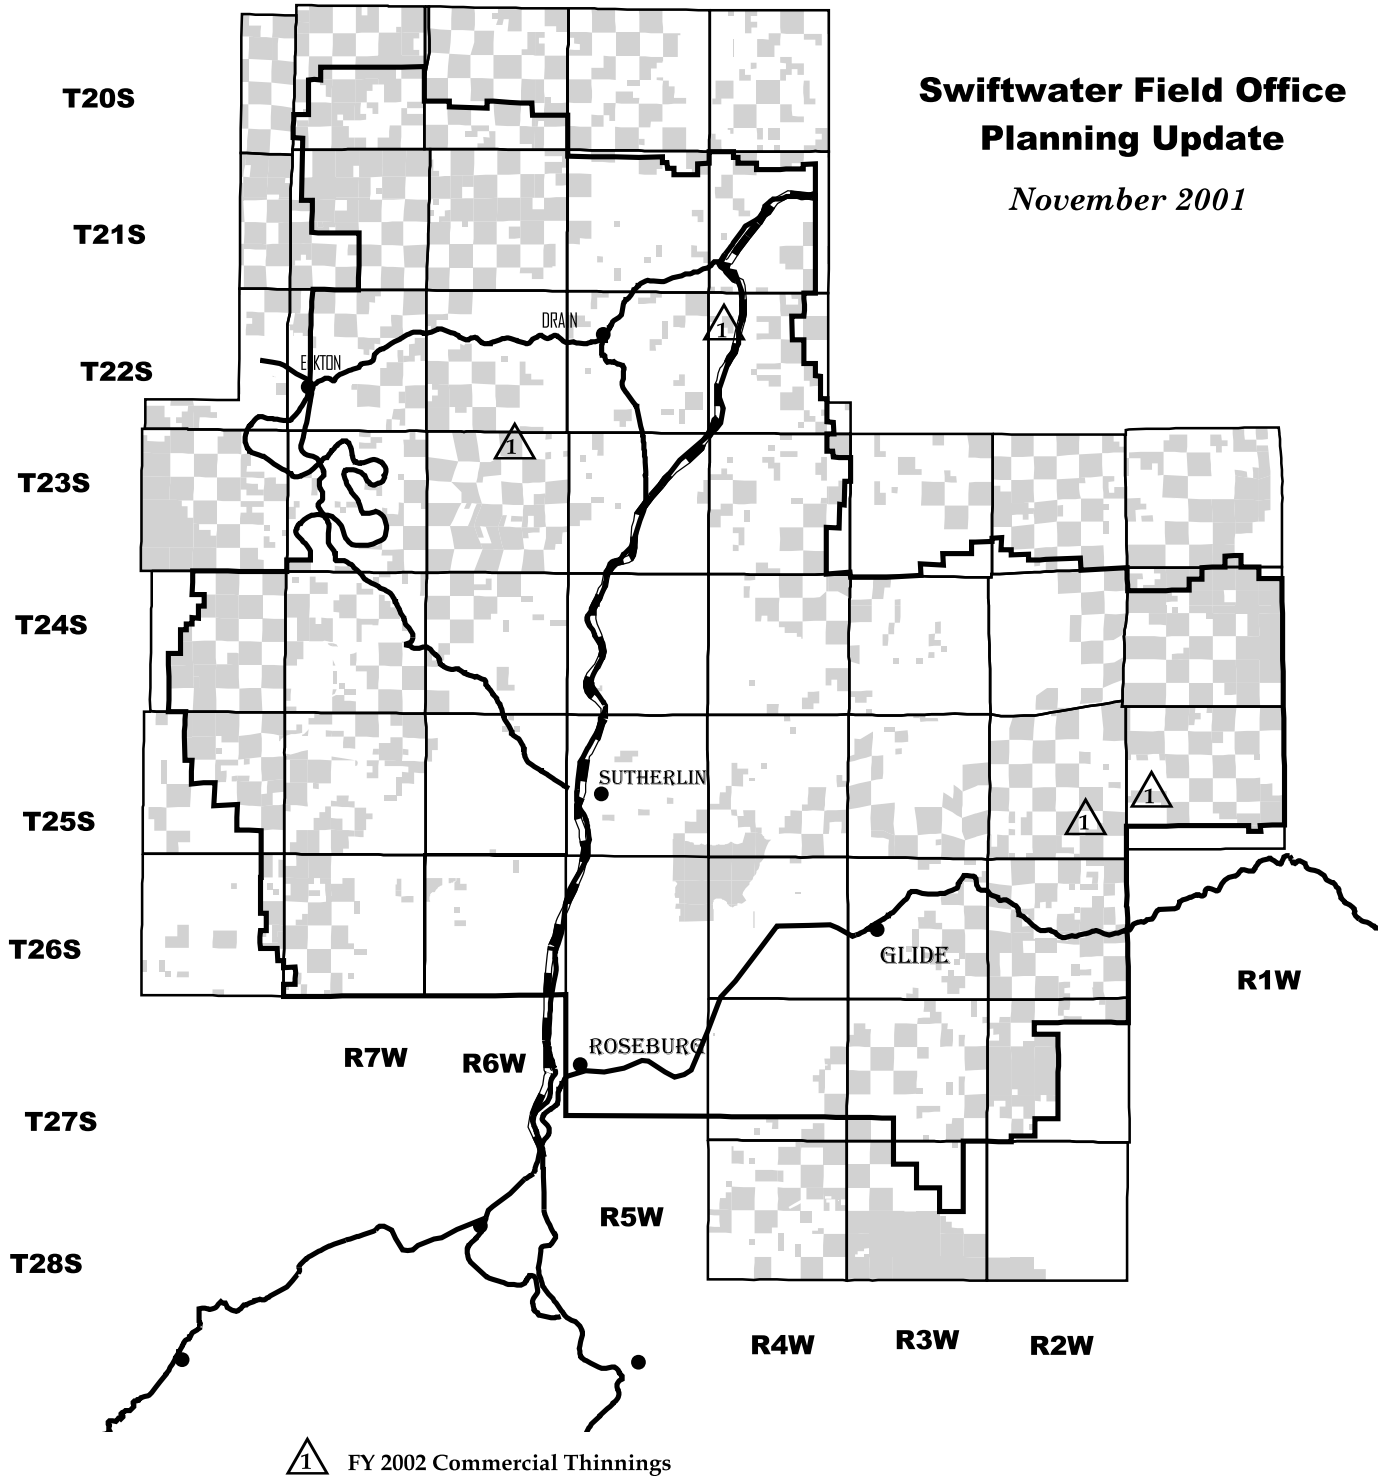 Swiftwater Field Office
Planning Update
November 2001
T20S
T21S
T22S
T23S
T24S
T25S
T26S
T27S
T28S
DRAIN
1
ELKTON
1
SUTHERLIN
1
1
GLIDE
R1W
ROSEBURG
R7W
R6W
R5W
R4W
R3W
R2W
1 FY 2002 Commercial Thinnings